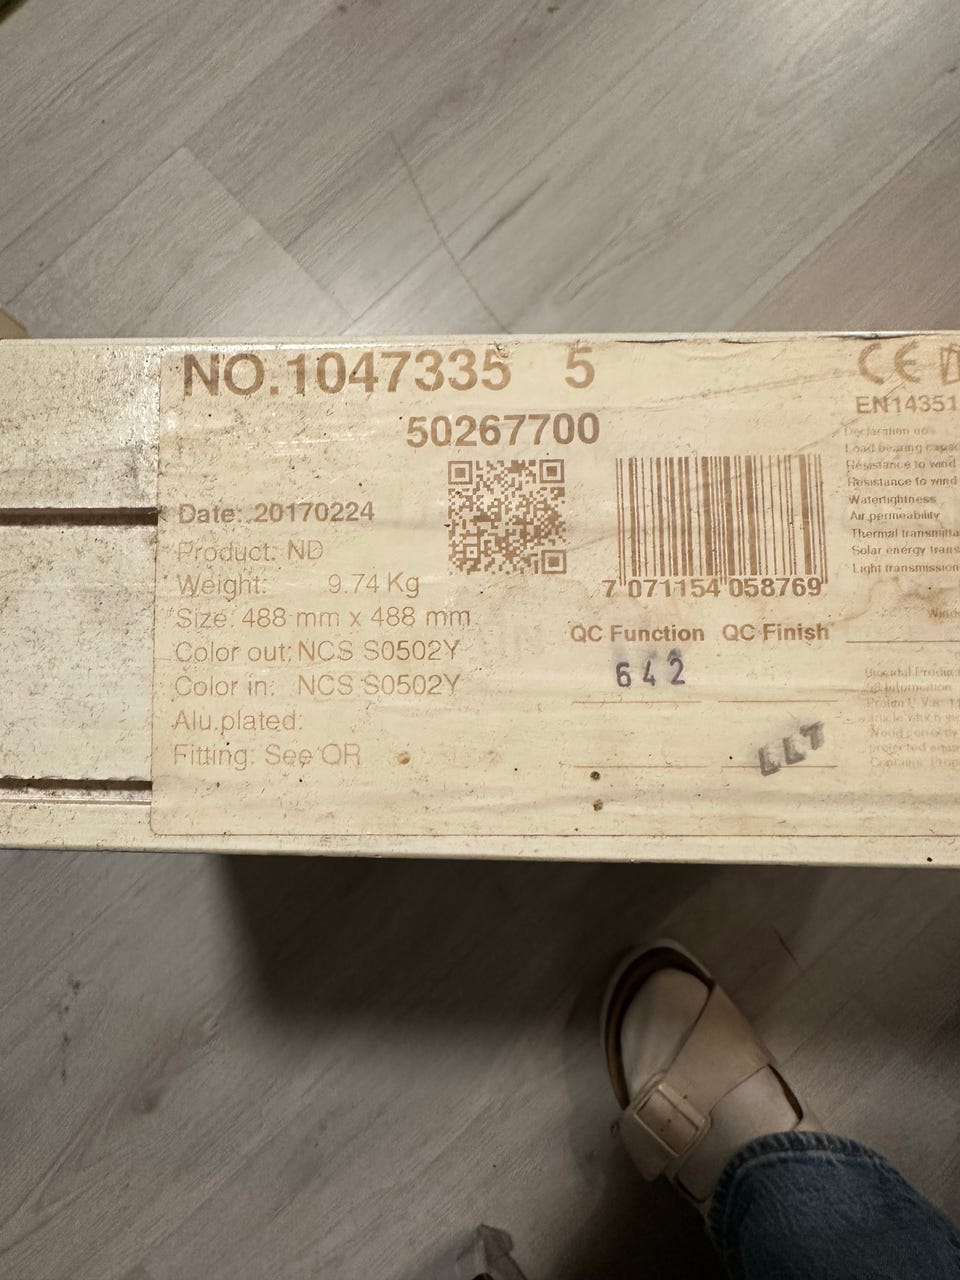 NO.1047335 5
50267700
Date: 20170224
Product: ND
Weight: 9.74 Kg
Size: 488 mm x 488 mm
Color out: NCS S0502Y
Color in: NCS S0502Y
Alu.plated:
Fitting: See QR
7 071154 058769
QC Function QC Finish
642
LLT
CE
EN14351
Declaration no
Load bearing capac
Resistance to wind
Resistance to wind
Watertightness
Air permeability
Thermal transmitta
Solar energy trans
Light transmission
Biocidal Produc